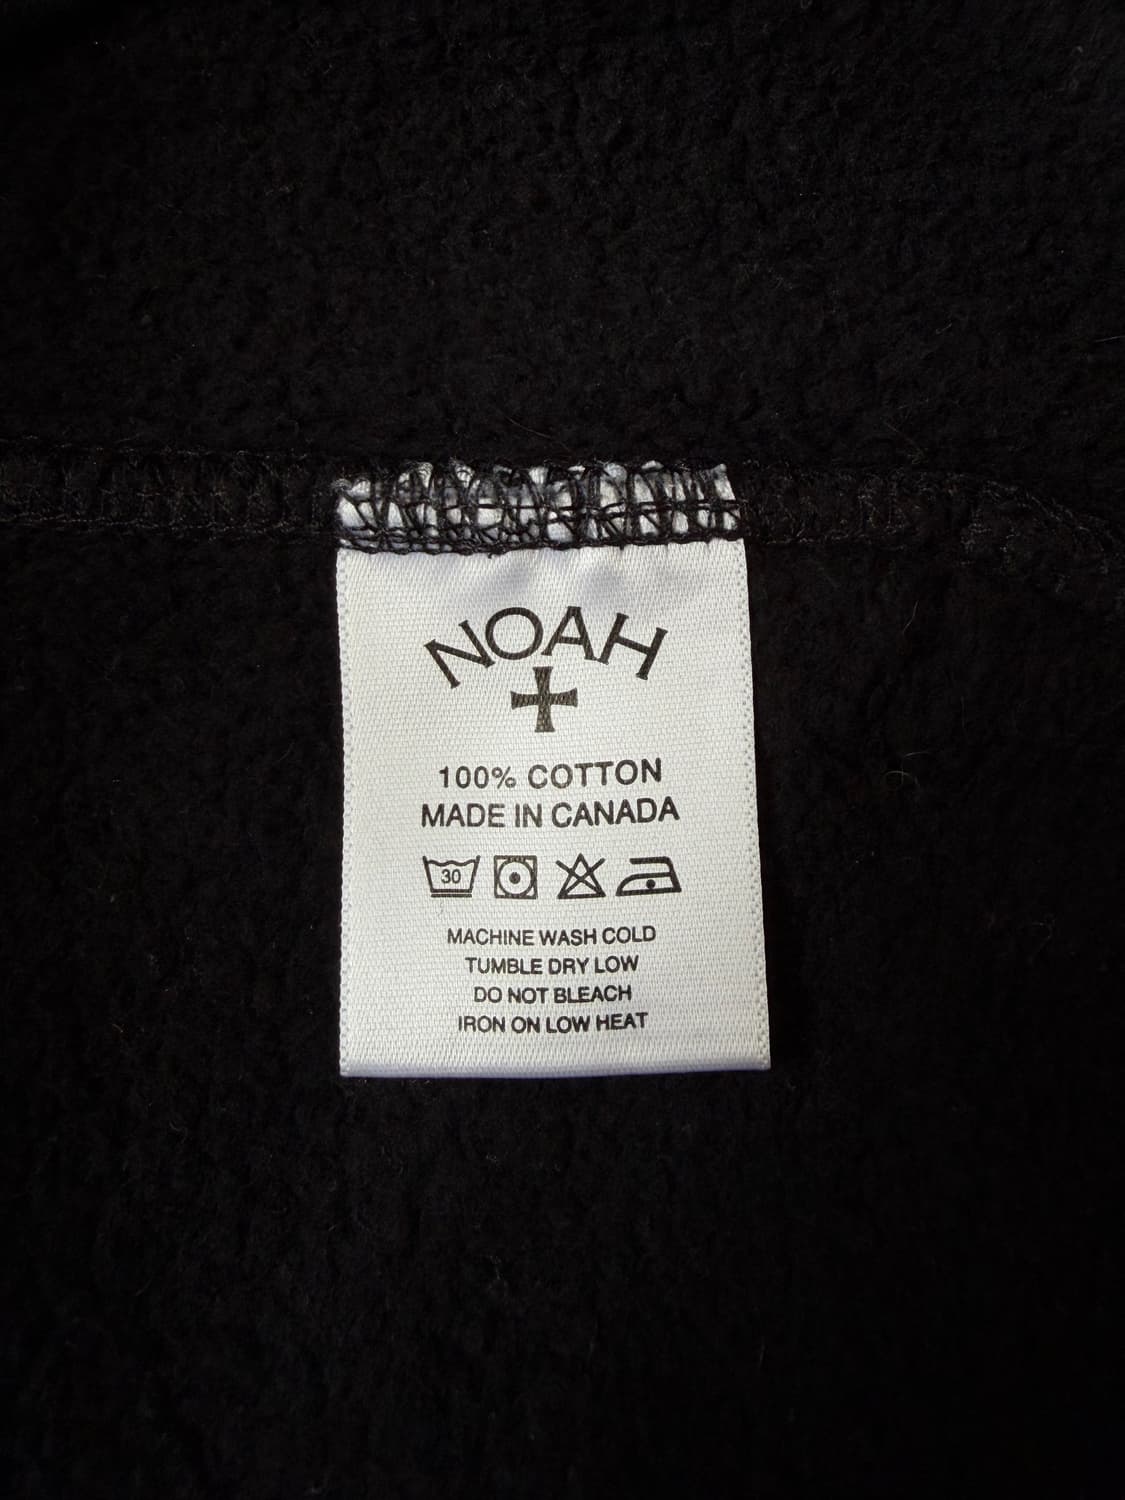 NOAH
100% COTTON
MADE IN CANADA
30
MACHINE WASH COLD
TUMBLE DRY LOW
DO NOT BLEACH
IRON ON LOW HEAT